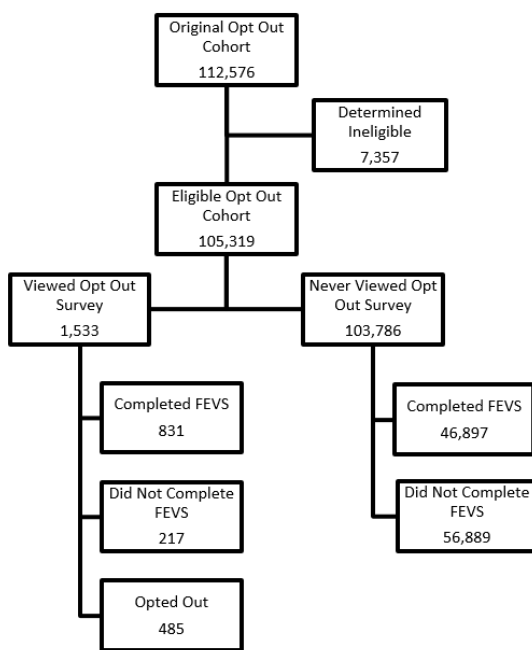 Original Opt Out
Cohort
112,576
Determined
Ineligible
7,357
Eligible Opt Out
Cohort
105,319
Viewed Opt Out
Survey
1,533
Never Viewed Opt
Out Survey
103,786
Completed FEVS
831
Did Not Complete
FEVS
217
Opted Out
485
Completed FEVS
46,897
Did Not Complete
FEVS
56,889